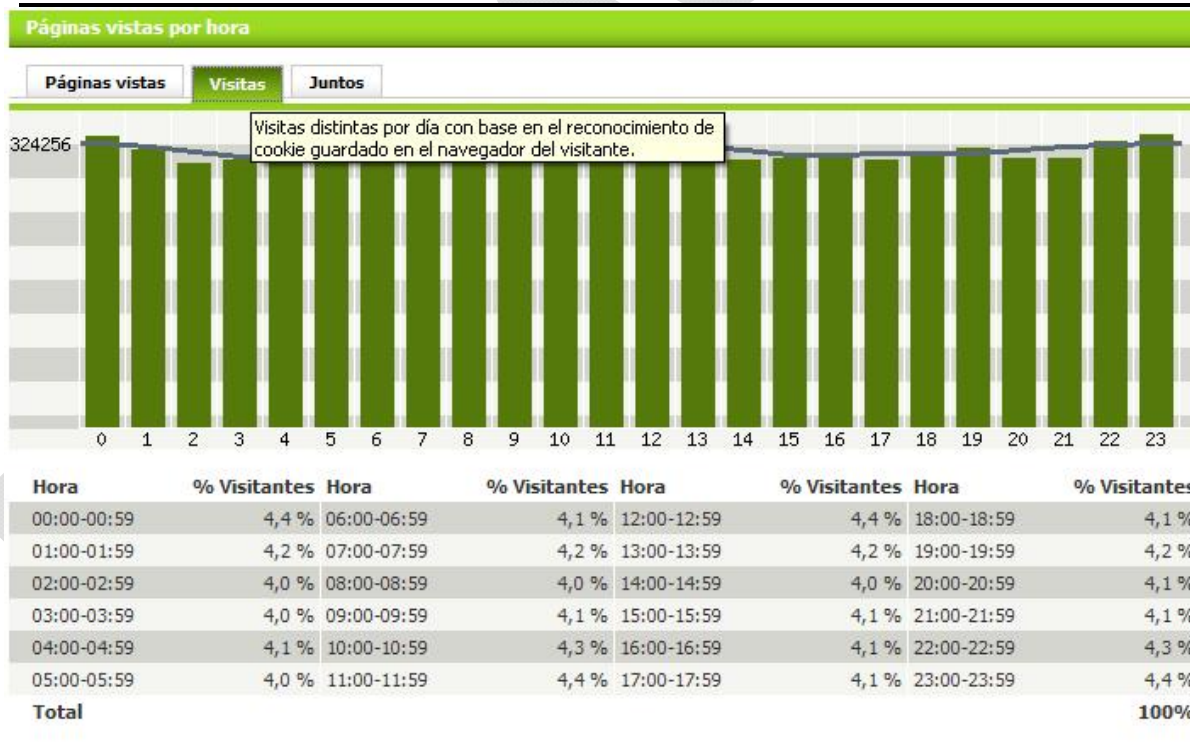 Páginas vistas por hora
Páginas vistas Visitas Juntos
Visitas distintas por día con base en el reconocimiento de
cookie guardado en el navegador del visitante.
324256
0 1 2 3 4 5 6 7 8 9 10 11 12 13 14 15 16 17 18 19 20 21 22 23
Hora % Visitantes Hora % Visitantes Hora % Visitantes Hora % Visitantes
00:00-00:59 4,4 % 06:00-06:59 4,1 % 12:00-12:59 4,4 % 18:00-18:59 4,1 %
01:00-01:59 4,2 % 07:00-07:59 4,2 % 13:00-13:59 4,2 % 19:00-19:59 4,2 %
02:00-02:59 4,0 % 08:00-08:59 4,0 % 14:00-14:59 4,0 % 20:00-20:59 4,1 %
03:00-03:59 4,0 % 09:00-09:59 4,1 % 15:00-15:59 4,1 % 21:00-21:59 4,1 %
04:00-04:59 4,1 % 10:00-10:59 4,3 % 16:00-16:59 4,1 % 22:00-22:59 4,3 %
05:00-05:59 4,0 % 11:00-11:59 4,4 % 17:00-17:59 4,1 % 23:00-23:59 4,4 %
Total 100%